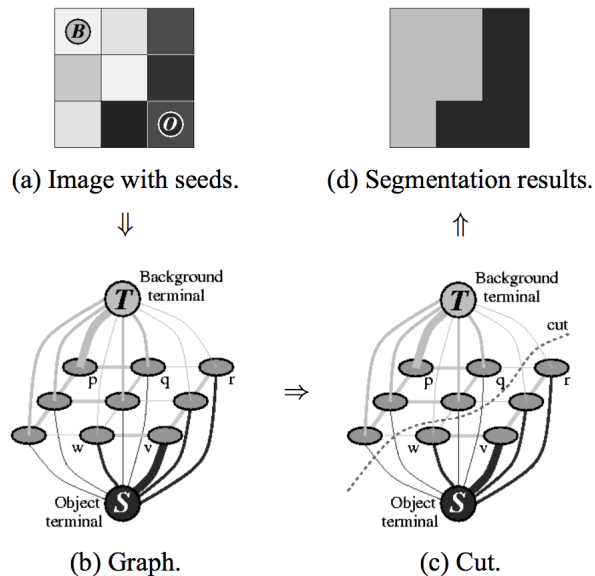 B
O
(a) Image with seeds.
(d) Segmentation results.
Background
terminal
T
p
q
r
w
v
S
Object
terminal
(b) Graph.
Background
terminal
T
cut
p
q
r
w
v
S
Object
terminal
(c) Cut.